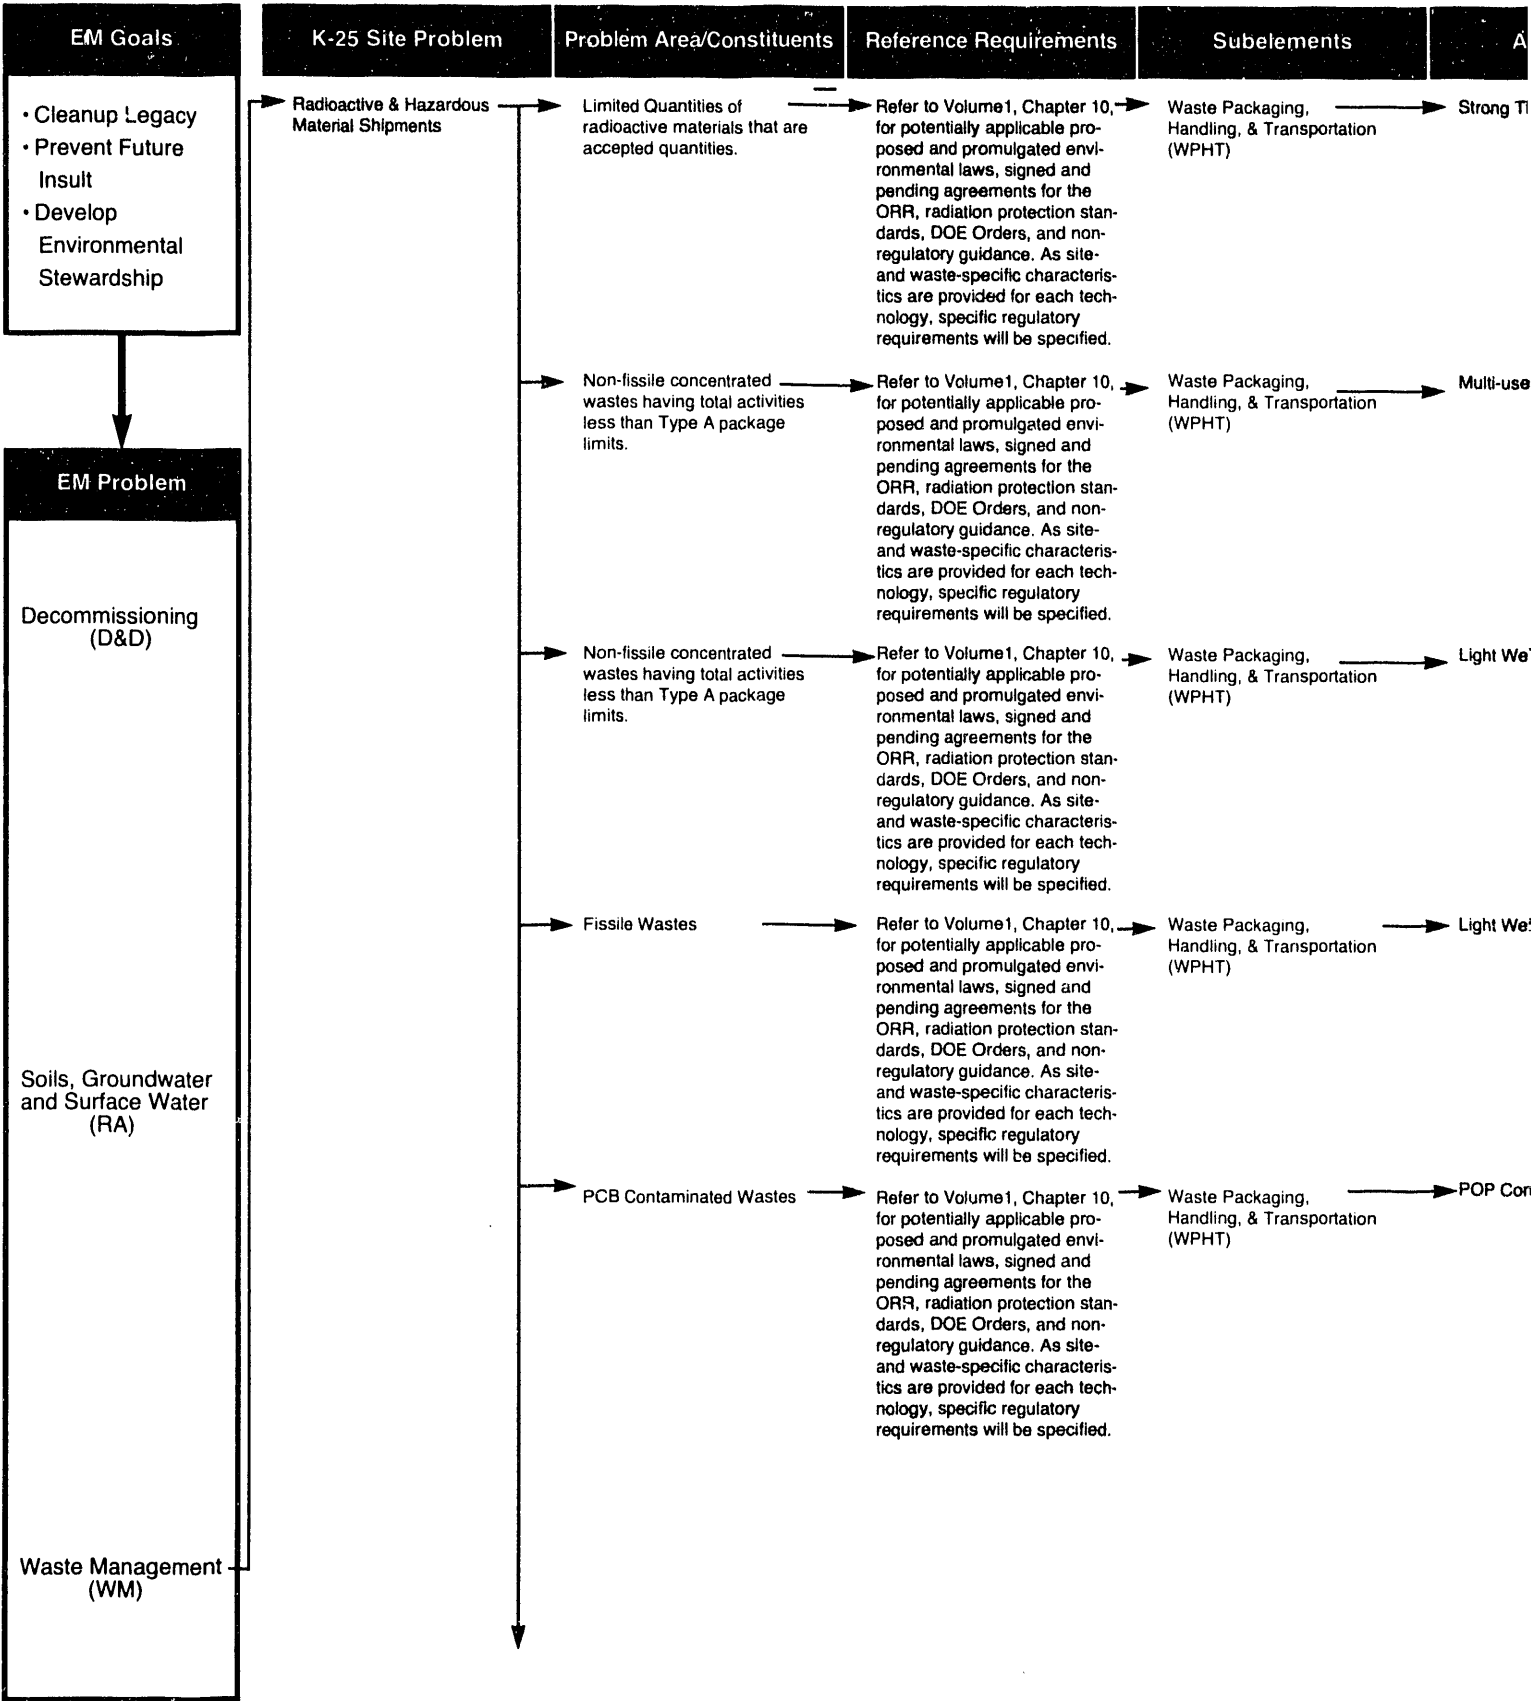 EM Goals
• Cleanup Legacy
• Prevent Future
Insult
• Develop
Environmental
Stewardship
EM Problem
Decommissioning
(D&D)
Soils, Groundwater
and Surface Water
(RA)
Waste Management
(WM)
K-25 Site Problem
Problem Area/Constituents
Reference Requirements
Subelements
A
Radioactive & Hazardous
Material Shipments
Limited Quantities of
radioactive materials that are
accepted quantities.
Refer to Volume1, Chapter 10,
for potentially applicable pro-
posed and promulgated envi-
ronmental laws, signed and
pending agreements for the
ORR, radiation protection stan-
dards, DOE Orders, and non-
regulatory guidance. As site-
and waste-specific characteris-
tics are provided for each tech-
nology, specific regulatory
requirements will be specified.
Waste Packaging,
Handling, & Transportation
(WPHT)
Strong
Non-fissile concentrated
wastes having total activities
less than Type A package
limits.
Refer to Volume1, Chapter 10,
for potentially applicable pro-
posed and promulgated envi-
ronmental laws, signed and
pending agreements for the
ORR, radiation protection stan-
dards, DOE Orders, and non-
regulatory guidance. As site-
and waste-specific characteris-
tics are provided for each tech-
nology, specific regulatory
requirements will be specified.
Waste Packaging,
Handling, & Transportation
(WPHT)
Multi-use
Non-fissile concentrated
wastes having total activities
less than Type A package
limits.
Refer to Volume1, Chapter 10,
for potentially applicable pro-
posed and promulgated envi-
ronmental laws, signed and
pending agreements for the
ORR, radiation protection stan-
dards, DOE Orders, and non-
regulatory guidance. As site-
and waste-specific characteris-
tics are provided for each tech-
nology, specific regulatory
requirements will be specified.
Waste Packaging,
Handling, & Transportation
(WPHT)
Light We
Fissile Wastes
Refer to Volume1, Chapter 10,
for potentially applicable pro-
posed and promulgated envi-
ronmental laws, signed and
pending agreements for the
ORR, radiation protection stan-
dards, DOE Orders, and non-
regulatory guidance. As site-
and waste-specific characteris-
tics are provided for each tech-
nology, specific regulatory
requirements will be specified.
Waste Packaging,
Handling, & Transportation
(WPHT)
Light We
PCB Contaminated Wastes
Refer to Volume1, Chapter 10,
for potentially applicable pro-
posed and promulgated envi-
ronmental laws, signed and
pending agreements for the
ORR, radiation protection stan-
dards, DOE Orders, and non-
regulatory guidance. As site-
and waste-specific characteris-
tics are provided for each tech-
nology, specific regulatory
requirements will be specified.
Waste Packaging,
Handling, & Transportation
(WPHT)
POP Con